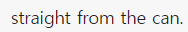 straight from the can.